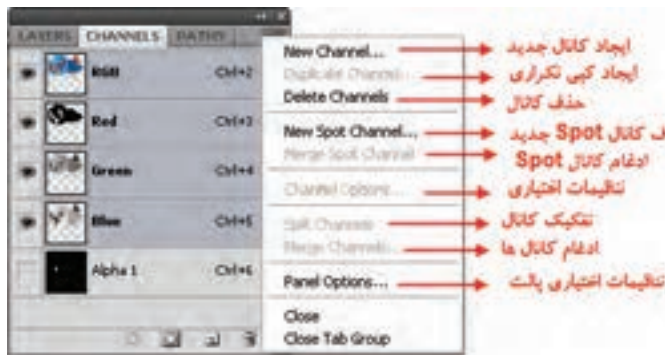 LAYERS CHANNELS PATHS
RGB Ctrl+2
Red Ctrl+3
Green Ctrl+4
Blue Ctrl+5
Alpha 1 Ctrl+6
New Channel... ایجاد کانال جدید
Duplicate Channel... ایجاد کپی تکراری
Delete Channels حذف کانال
New Spot Channel... ف کانال Spot جدید
Merge Spot Channel ادغام کانال Spot
Channel Options... تنظیمات اختیاری
Split Channels تفکیک کانال
Merge Channels... ادغام کانال ها
Panel Options... تنظیمات اختیاری پالت
Close
Close Tab Group